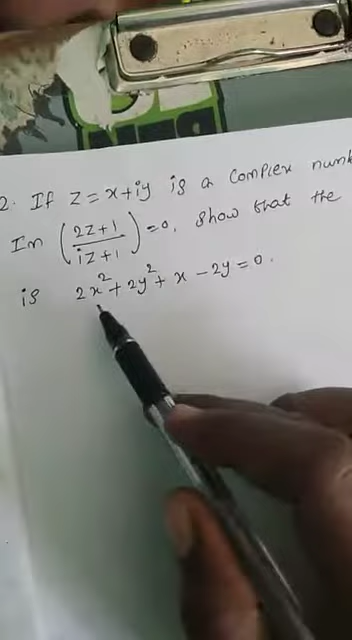 2. If z = x+iy is a complex numb
Im (2z+1 / iz+1) = 0, show that the
is 2x² + 2y² + x - 2y = 0.